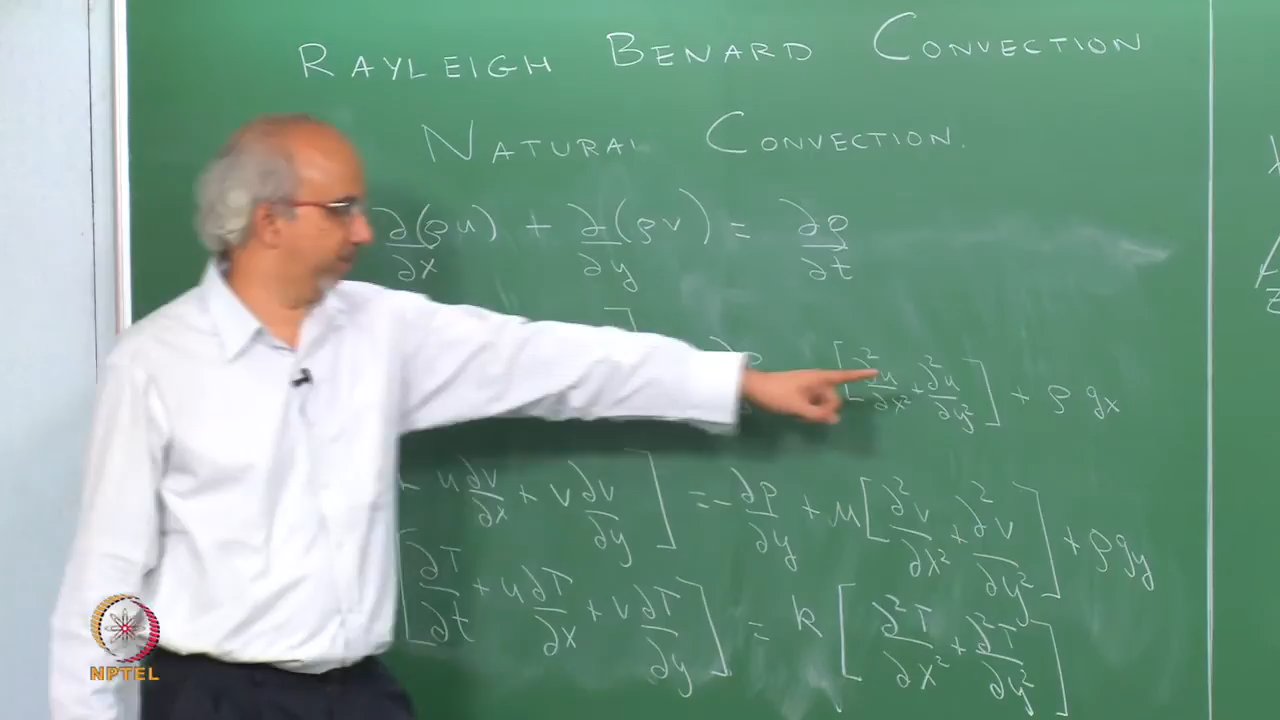 RAYLEIGH BENARD CONVECTION
NATURAL CONVECTION.
∂(ρu)/∂x + ∂/∂y (ρv) = ∂ρ/∂t
[∂²u/∂x² + ∂²u/∂y²] + ρ gx
u ∂v/∂x + v ∂v/∂y ] = - ∂p/∂y + μ [∂²v/∂x² + ∂²v/∂y²] + ρ gy
[∂T/∂t + u ∂T/∂x + v ∂T/∂y] = k [∂²T/∂x² + ∂²T/∂y²]
NPTEL